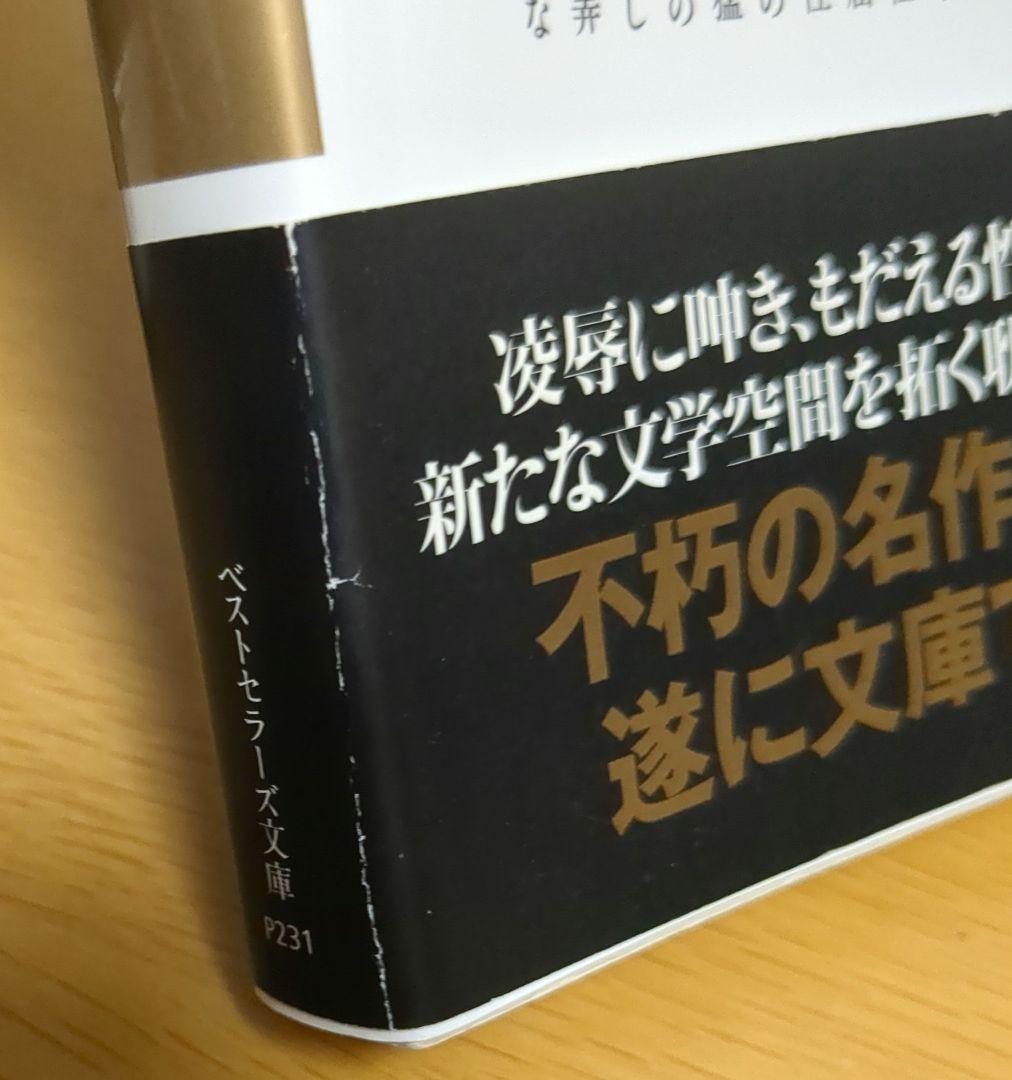 な弄しの猛の
凌辱に呻き、もだえる性
新たな文学空間を拓く
不朽の名作
遂に文庫
ベストセラーズ文庫
P231